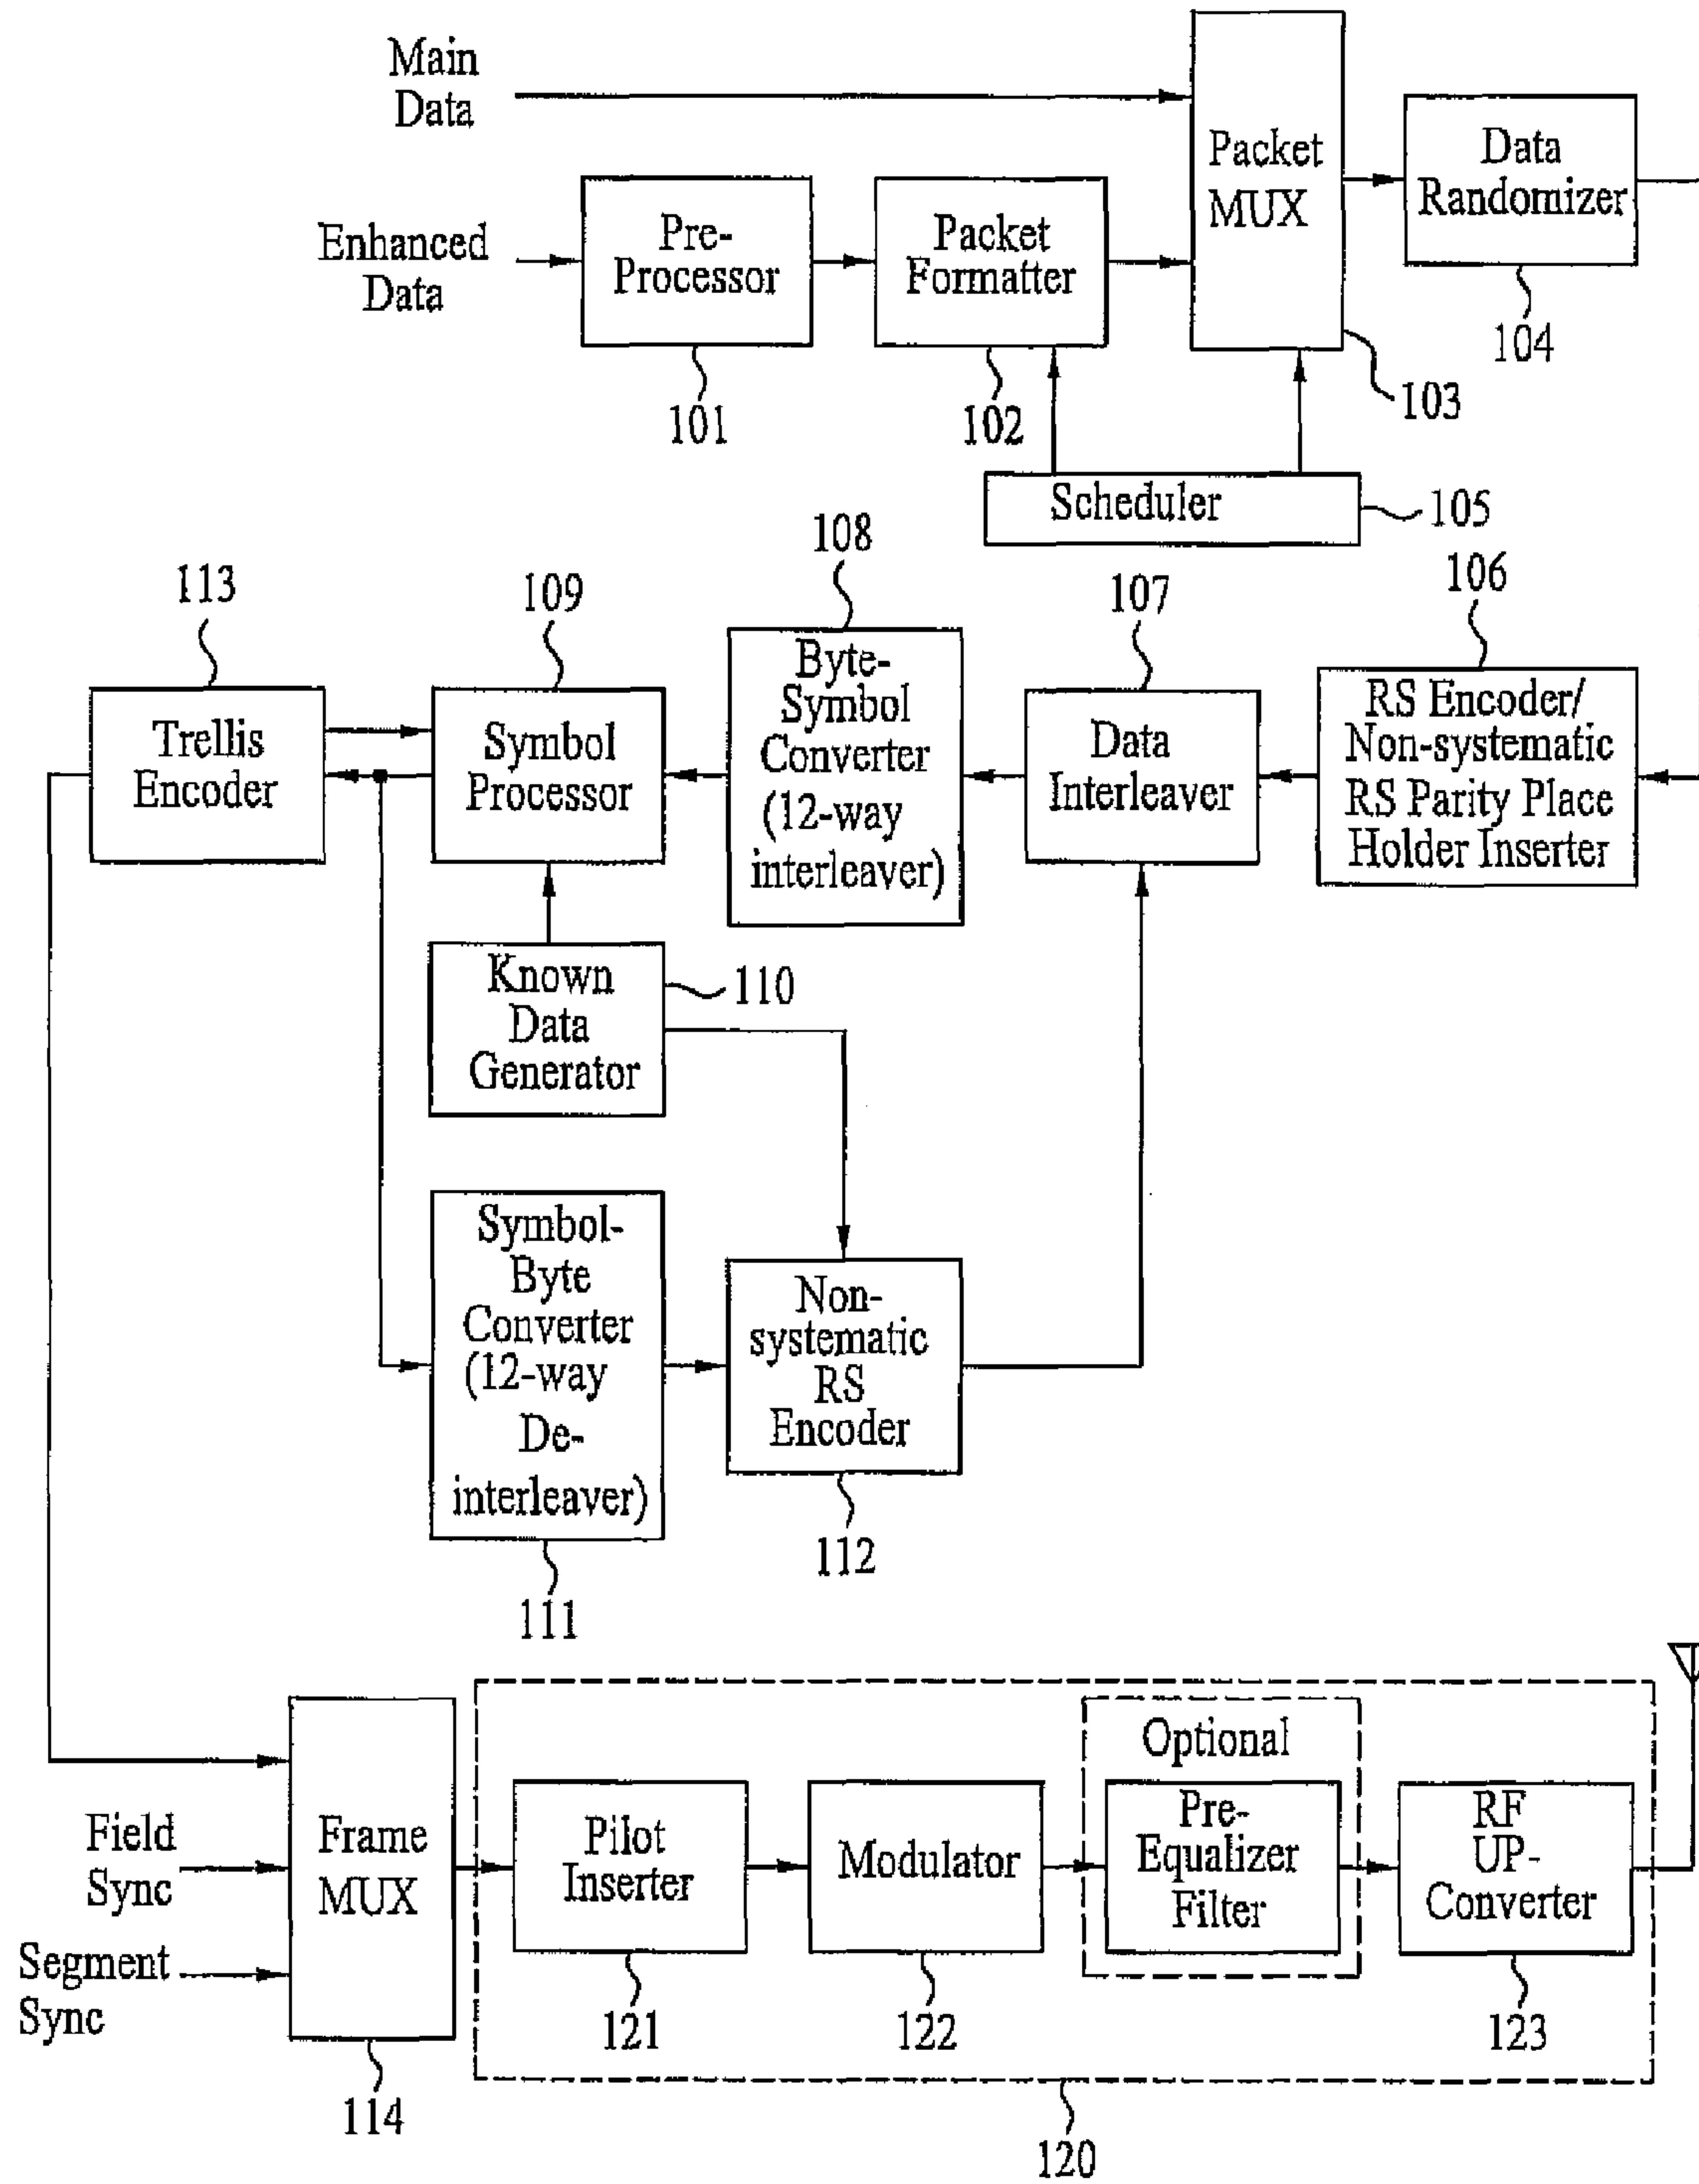 Main
Data
Enhanced
Data
Pre-
Processor
101
Packet
Formatter
102
Packet
MUX
103
Data
Randomizer
104
Scheduler
105
113
Trellis
Encoder
109
Symbol
Processor
108
Byte-
Symbol
Converter
(12-way
interleaver)
107
Data
Interleaver
106
RS Encoder/
Non-systematic
RS Parity Place
Holder Inserter
Known
Data
Generator
110
Symbol-
Byte
Converter
(12-way
De-
interleaver)
111
Non-
systematic
RS
Encoder
112
Field
Sync
Segment
Sync
Frame
MUX
114
Pilot
Inserter
121
Modulator
122
Optional
Pre-
Equalizer
Filter
RF
UP-
Converter
123
120